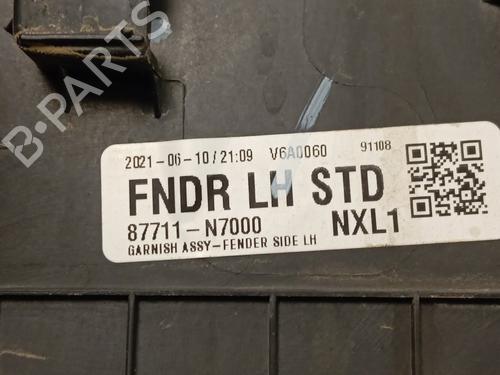 2021-06-10/21:09 V6A0060 91108
FNDR LH STD
87711-N7000 NXL1
GARNISH ASSY-FENDER SIDE LH
B-PARTS